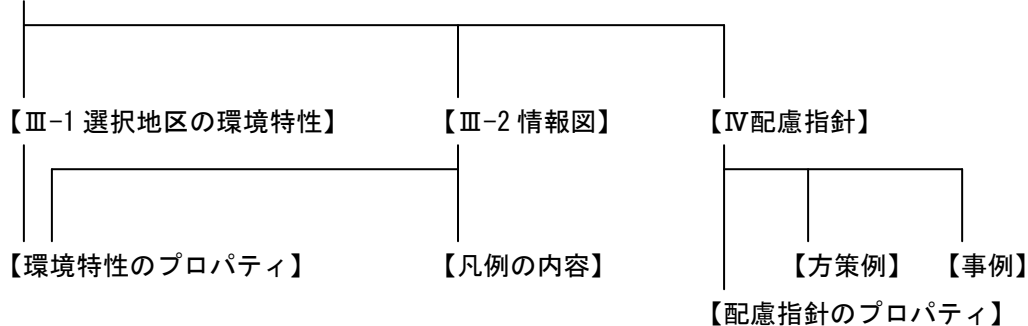 【Ⅲ-1 選択地区の環境特性】 【Ⅲ-2 情報図】 【Ⅳ配慮指針】
【環境特性のプロパティ】 【凡例の内容】 【方策例】 【事例】
【配慮指針のプロパティ】